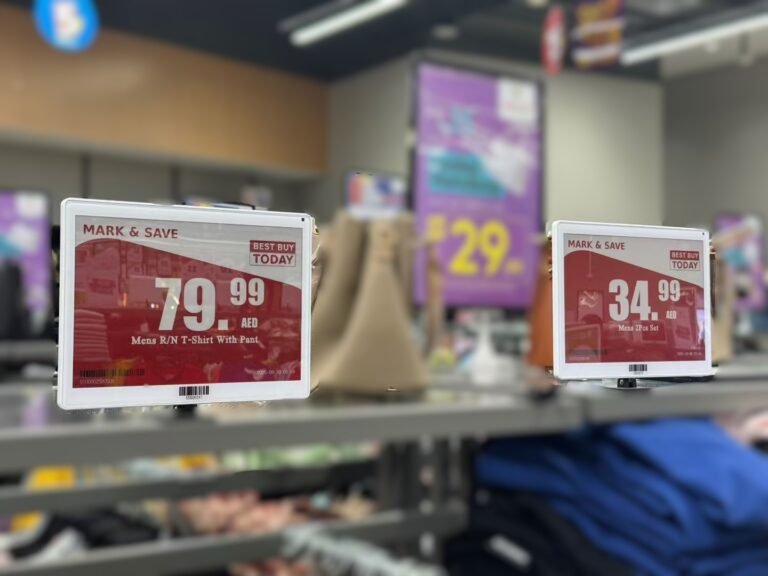 MARK & SAVE
BEST BUY
TODAY
79.99
AED
Mens R/N T-Shirt With Pant
MARK & SAVE
BEST BUY
TODAY
34.99
AED
Mens 2Pcs Set
29